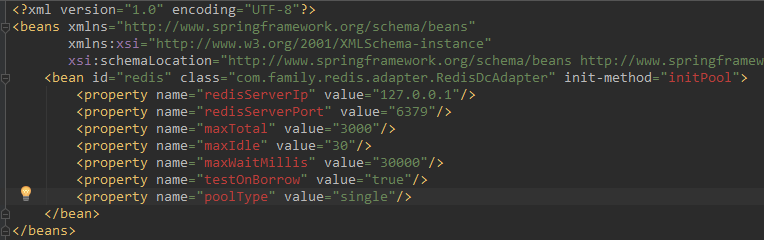 <?xml version="1.0" encoding="UTF-8"?>
<beans xmlns="http://www.springframework.org/schema/beans"
xmlns:xsi="http://www.w3.org/2001/XMLSchema-instance"
xsi:schemaLocation="http://www.springframework.org/schema/beans http://www.springframew
<bean id="redis" class="com.family.redis.adapter.RedisDcAdapter" init-method="initPool">
<property name="redisServerIp" value="127.0.0.1"/>
<property name="redisServerPort" value="6379"/>
<property name="maxTotal" value="3000"/>
<property name="maxIdle" value="30"/>
<property name="maxWaitMillis" value="30000"/>
<property name="testOnBorrow" value="true"/>
<property name="poolType" value="single"/>
</bean>
</beans>